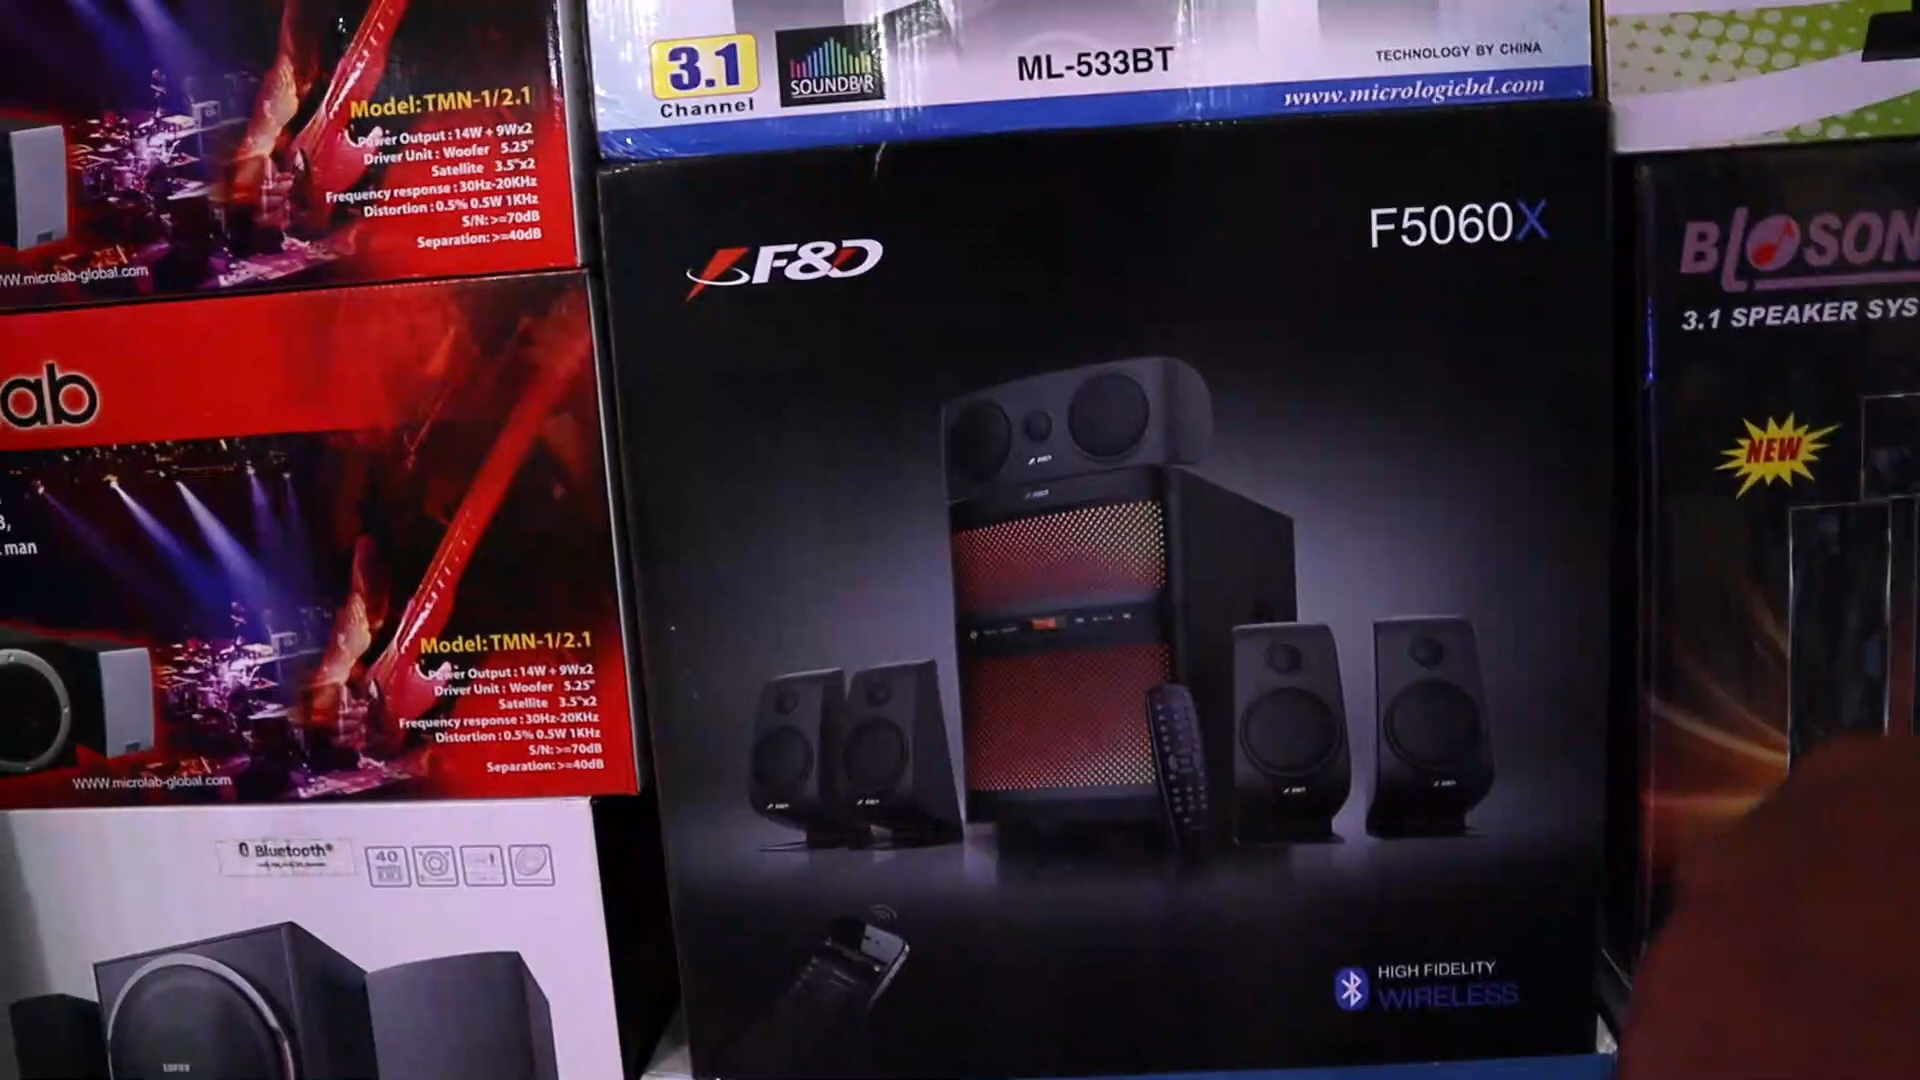 Model: TMN-1/2.1
Power Output : 14W + 9Wx2
Driver Unit : Woofer 5.25"
Satellite 3.5"x2
Frequency response : 30Hz-20KHz
Distortion : 0.5% 0.5W 1KHz
S/N: >=70dB
Separation: >=40dB
WW.microlab-global.com
ab
man
Model: TMN-1/2.1
Power Output : 14W + 9Wx2
Driver Unit : Woofer 5.25"
Satellite 3.5"x2
Frequency response : 30Hz-20KHz
Distortion : 0.5% 0.5W 1KHz
S/N: >=70dB
Separation: >=40dB
WWW.microlab-global.com
Bluetooth®
40
EDIFIER
3.1
Channel
SOUNDBAR
ML-533BT
TECHNOLOGY BY CHINA
www.micrologicbd.com
F&D
F5060X
HIGH FIDELITY
WIRELESS
BLOSON
3.1 SPEAKER SYS
NEW